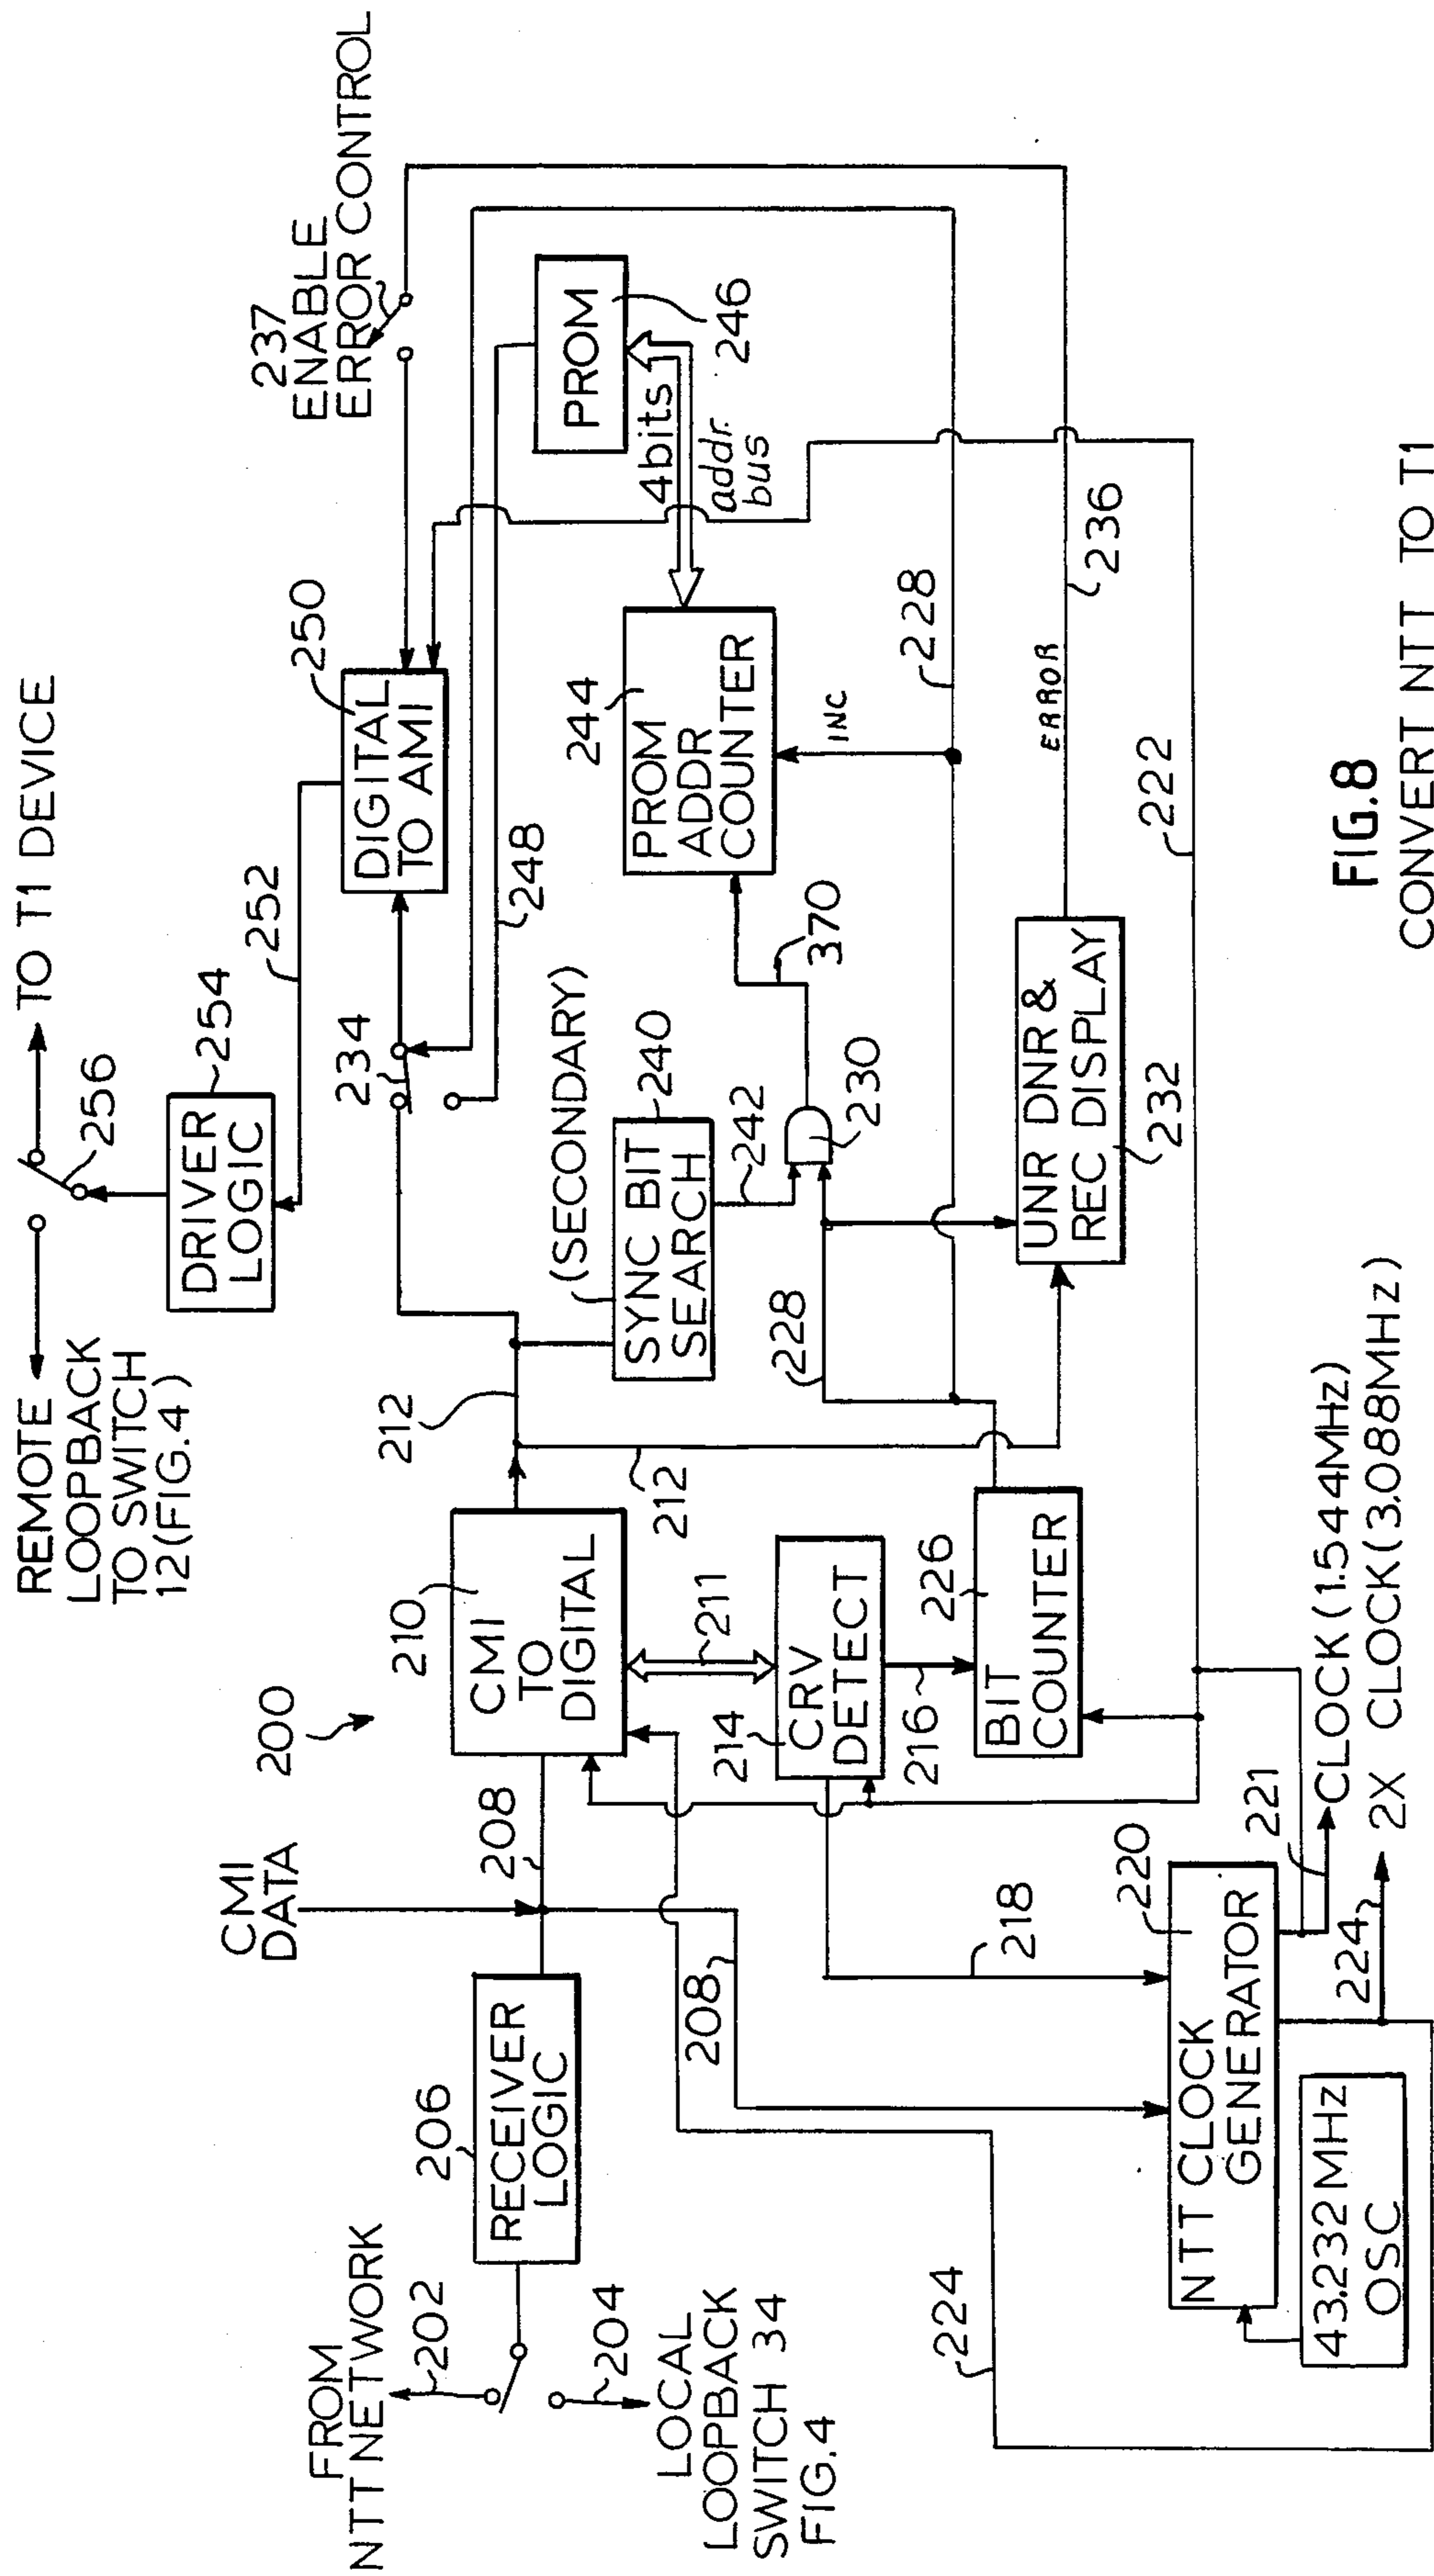 REMOTE
LOOPBACK
TO SWITCH
12(FIG.4)
TO T1 DEVICE
256
DRIVER
LOGIC
254
252
237
ENABLE
ERROR CONTROL
250
DIGITAL
TO AMI
234
248
PROM
246
4bits
addr.
bus
244
PROM
ADDR
COUNTER
INC
(SECONDARY)
SYNC BIT
SEARCH
240
242
230
370
228
228
212
212
CMI
DATA
200
208
210
CMI
TO
DIGITAL
211
214
CRV
DETECT
216
226
BIT
COUNTER
UNR DNR &
REC DISPLAY
232
ERROR
236
222
FROM
NTT NETWORK
202
204
LOCAL
LOOPBACK
SWITCH 34
FIG.4
206
RECEIVER
LOGIC
208
218
224
220
NTT CLOCK
GENERATOR
43.232MHz
OSC
221
CLOCK (1.544MHz)
224
2X CLOCK (3.088MHz)
FIG.8
CONVERT NTT TO T1